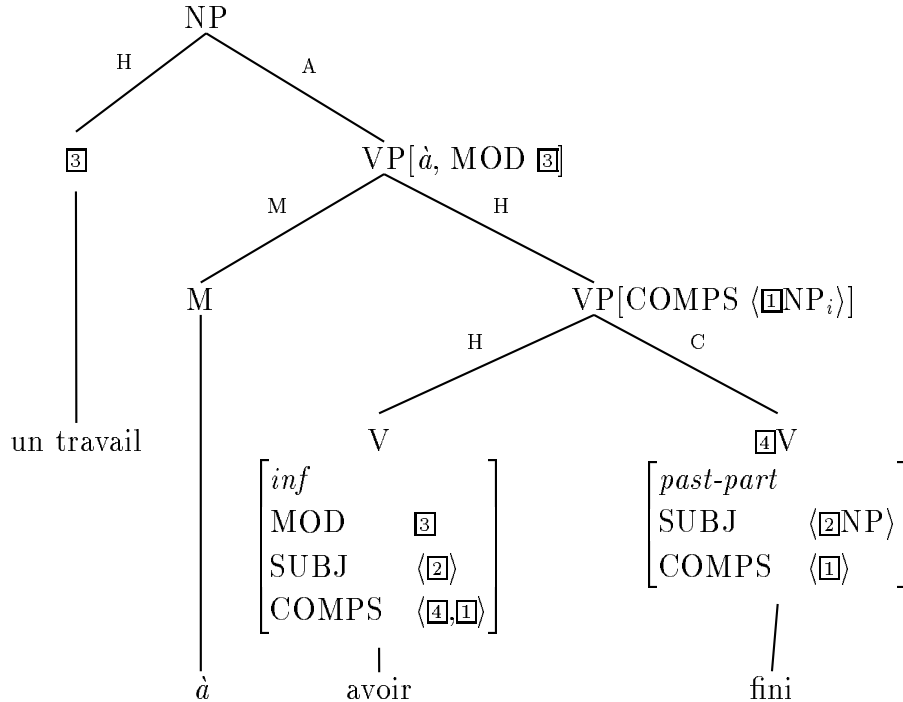 NP
H A
3 VP[à, MOD 3]
M H
M VP[COMPS ⟨1NPᵢ⟩]
H C
un travail V 4V
inf past-part
MOD 3 SUBJ ⟨2NP⟩
SUBJ ⟨2⟩ COMPS ⟨1⟩
COMPS ⟨4,1⟩
à avoir fini